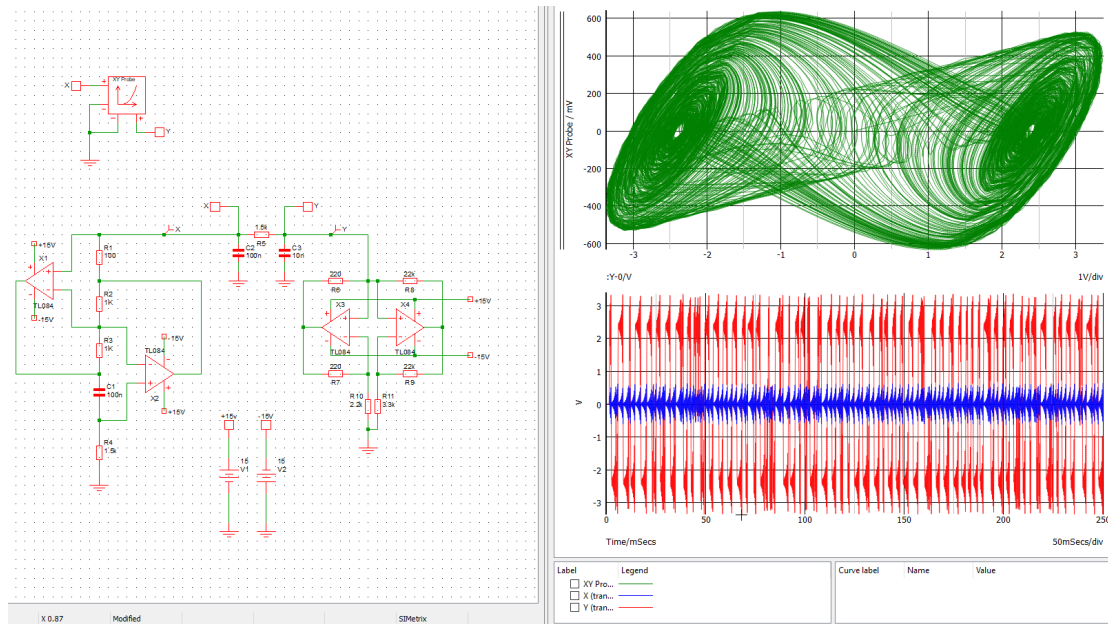 XY Probe
X
+
-
-
+
Y
X
Y
X
1.5k
R5
Y
C2
100n
C3
10n
+15V
X1
R1
100
TL084
-15V
R2
1K
R3
1K
-15V
TL084
X2
+15V
C1
100n
R4
1.5k
220
R6
22k
R8
+15V
X3
X4
TL084
TL084
-15V
220
R7
22k
R9
R10
2.2k
R11
3.3k
+15v
-15V
15
V1
15
V2
X 0.87 Modified SIMetrix
XY Probe / mV
600
400
200
0
-200
-400
-600
-3 -2 -1 0 1 2 3
:Y-0/V 1V/div
V
3
2
1
0
-1
-2
-3
0 50 100 150 200 250
Time/mSecs 50mSecs/div
Label Legend
XY Pro...
X (tran...
Y (tran...
Curve label Name Value